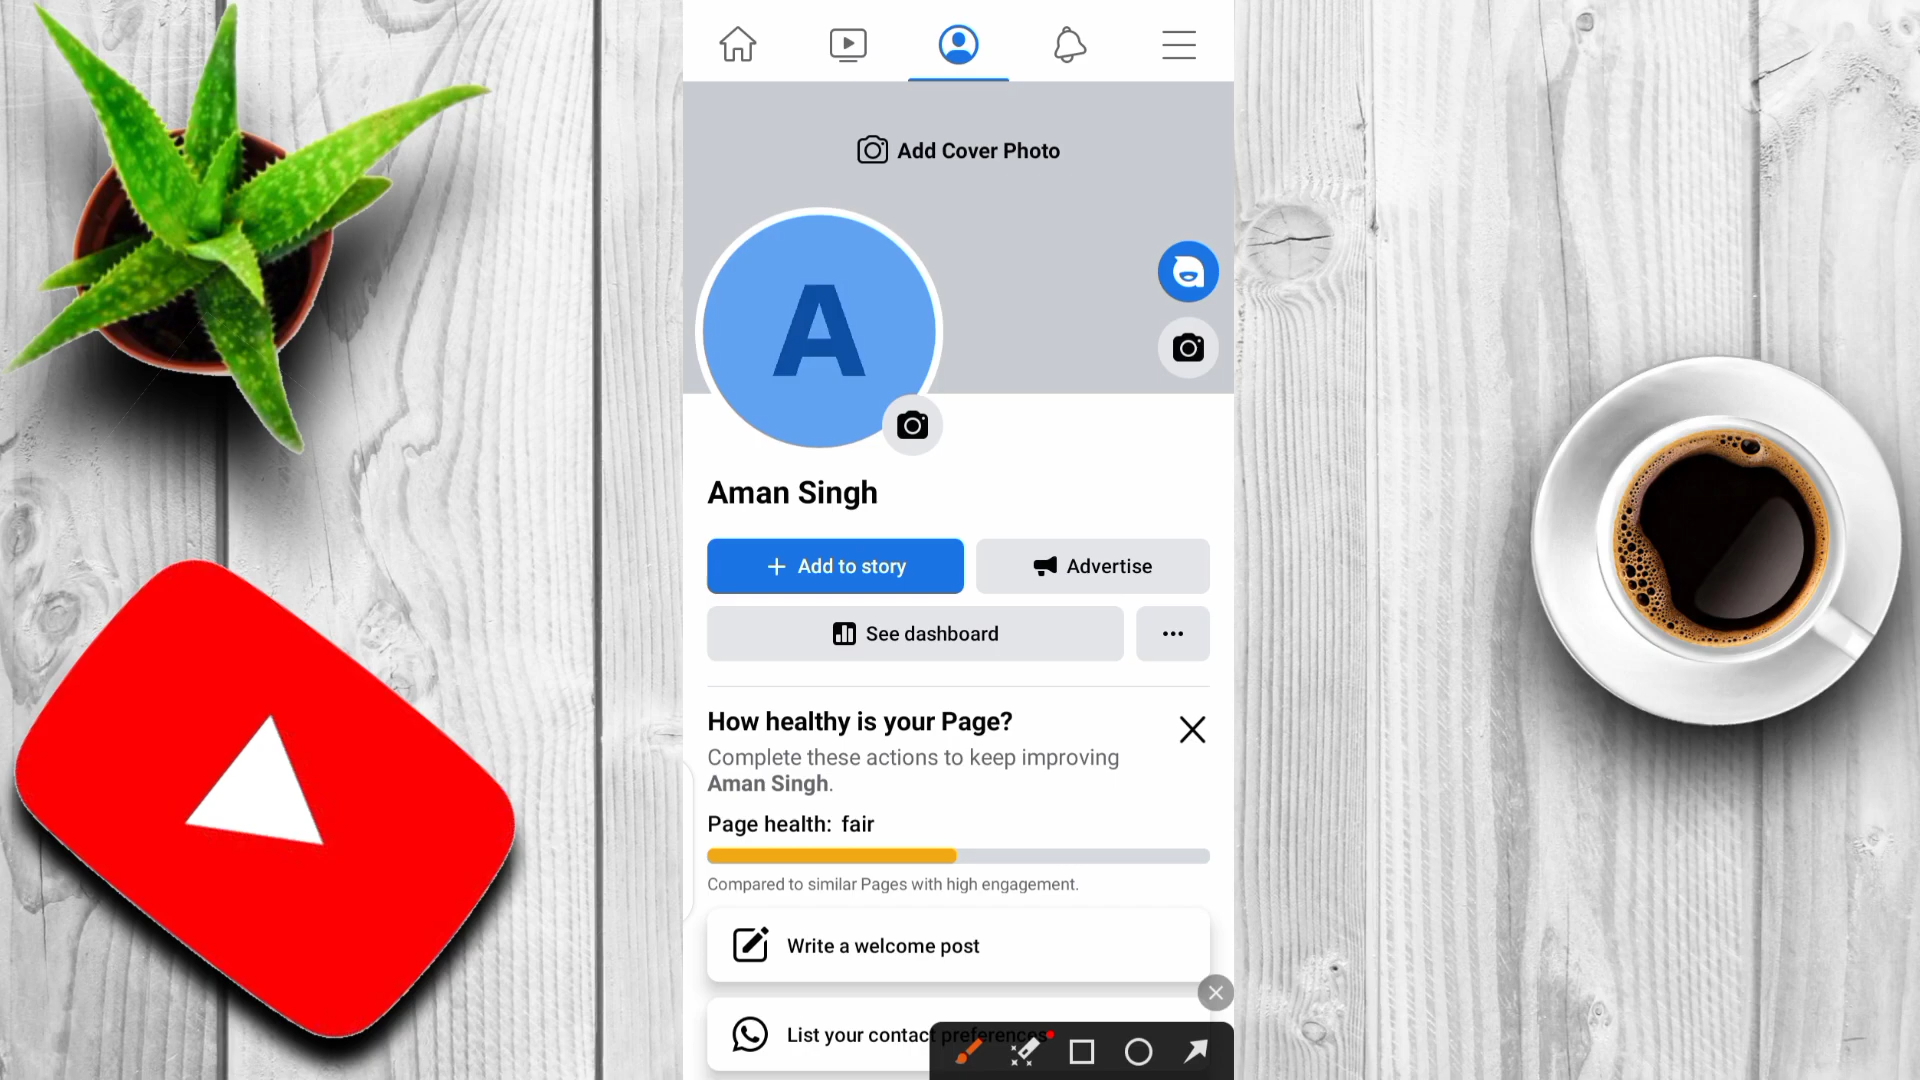 Add Cover Photo
A
Aman Singh
Add to story
Advertise
See dashboard
How healthy is your Page?
Complete these actions to keep improving
Aman Singh.
Page health: fair
Compared to similar Pages with high engagement.
Write a welcome post
List your contact preferences